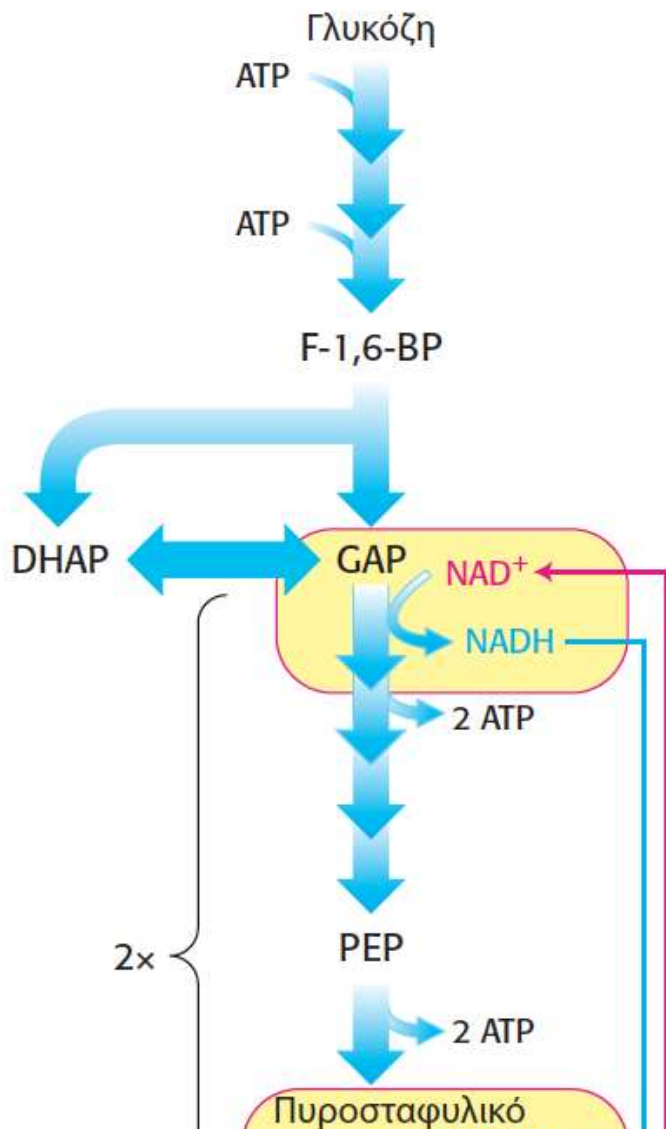 Γλυκόζη
ATP
ATP
F-1,6-BP
DHAP
GAP
NAD⁺
NADH
2 ATP
2×
PEP
2 ATP
Πυροσταφυλικό